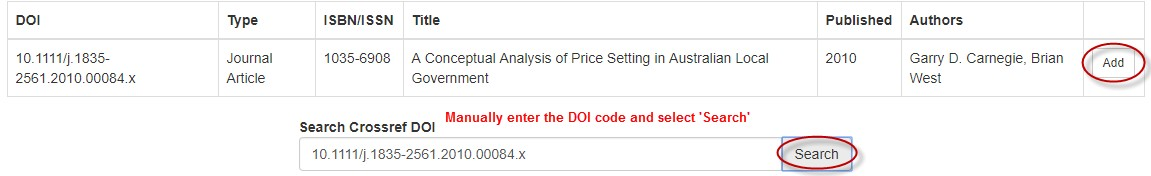 DOI Type ISBN/ISSN Title Published Authors
10.1111/j.1835- Journal 1035-6908 A Conceptual Analysis of Price Setting in Australian Local 2010 Garry D. Carnegie, Brian Add
2561.2010.00084.x Article Government West
Manually enter the DOI code and select 'Search'
Search Crossref DOI
10.1111/j.1835-2561.2010.00084.x Search